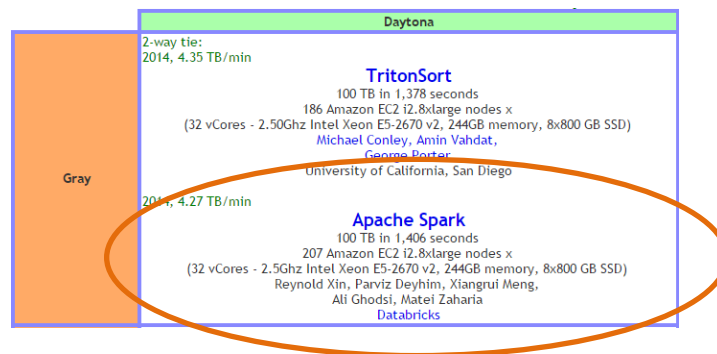 Daytona
Gray
2-way tie:
2014, 4.35 TB/min
TritonSort
100 TB in 1,378 seconds
186 Amazon EC2 i2.8xlarge nodes x
(32 vCores - 2.50Ghz Intel Xeon E5-2670 v2, 244GB memory, 8x800 GB SSD)
Michael Conley, Amin Vahdat,
George Porter
University of California, San Diego
2014, 4.27 TB/min
Apache Spark
100 TB in 1,406 seconds
207 Amazon EC2 i2.8xlarge nodes x
(32 vCores - 2.5Ghz Intel Xeon E5-2670 v2, 244GB memory, 8x800 GB SSD)
Reynold Xin, Parviz Deyhim, Xiangrui Meng,
Ali Ghodsi, Matei Zaharia
Databricks